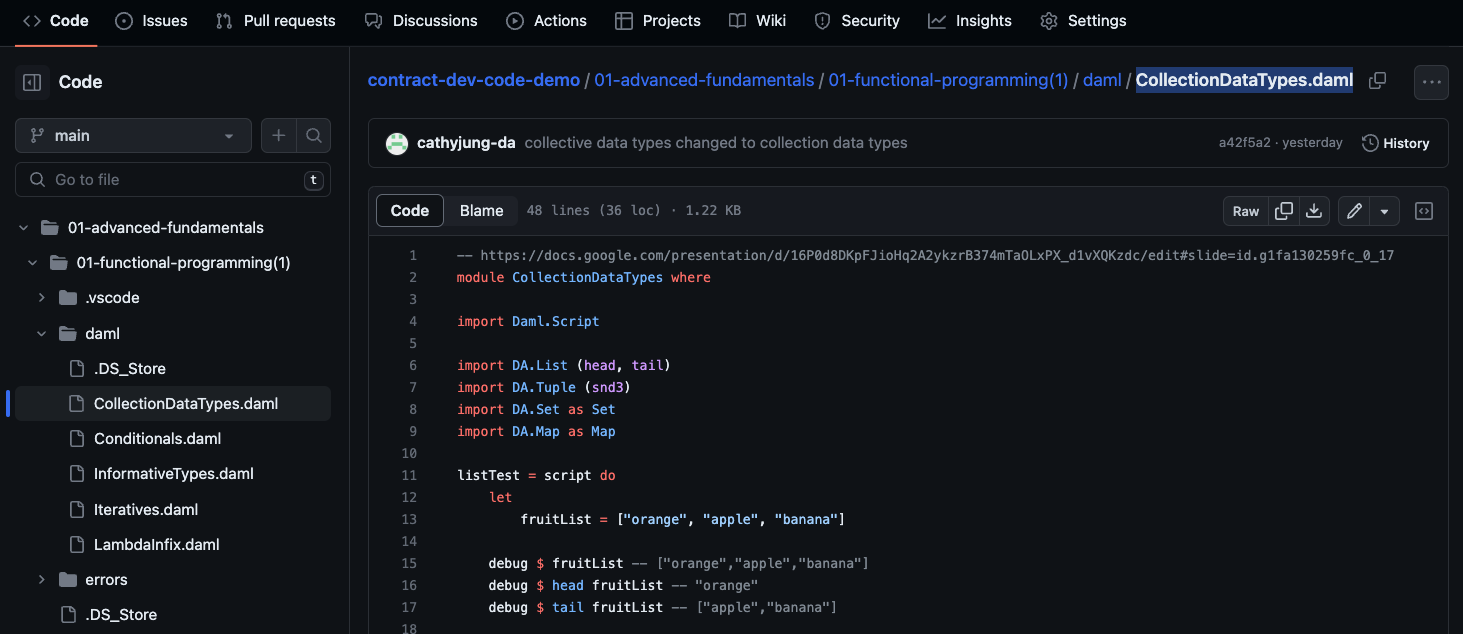 Code Issues Pull requests Discussions Actions Projects Wiki Security Insights Settings
Code
main
Go to file t
01-advanced-fundamentals
01-functional-programming(1)
.vscode
daml
.DS_Store
CollectionDataTypes.daml
Conditionals.daml
InformativeTypes.daml
Iteratives.daml
LambdaInfix.daml
errors
.DS_Store
contract-dev-code-demo / 01-advanced-fundamentals / 01-functional-programming(1) / daml / CollectionDataTypes.daml
cathyjung-da collective data types changed to collection data types a42f5a2 · yesterday History
Code Blame 48 lines (36 loc) · 1.22 KB Raw
1 -- https://docs.google.com/presentation/d/16P0d8DKpFJioHq2A2ykzrB374mTaOLxPX_d1vXQKzdc/edit#slide=id.g1fa130259fc_0_17
2 module CollectionDataTypes where
3
4 import Daml.Script
5
6 import DA.List (head, tail)
7 import DA.Tuple (snd3)
8 import DA.Set as Set
9 import DA.Map as Map
10
11 listTest = script do
12 let
13 fruitList = ["orange", "apple", "banana"]
14
15 debug $ fruitList -- ["orange","apple","banana"]
16 debug $ head fruitList -- "orange"
17 debug $ tail fruitList -- ["apple","banana"]
18